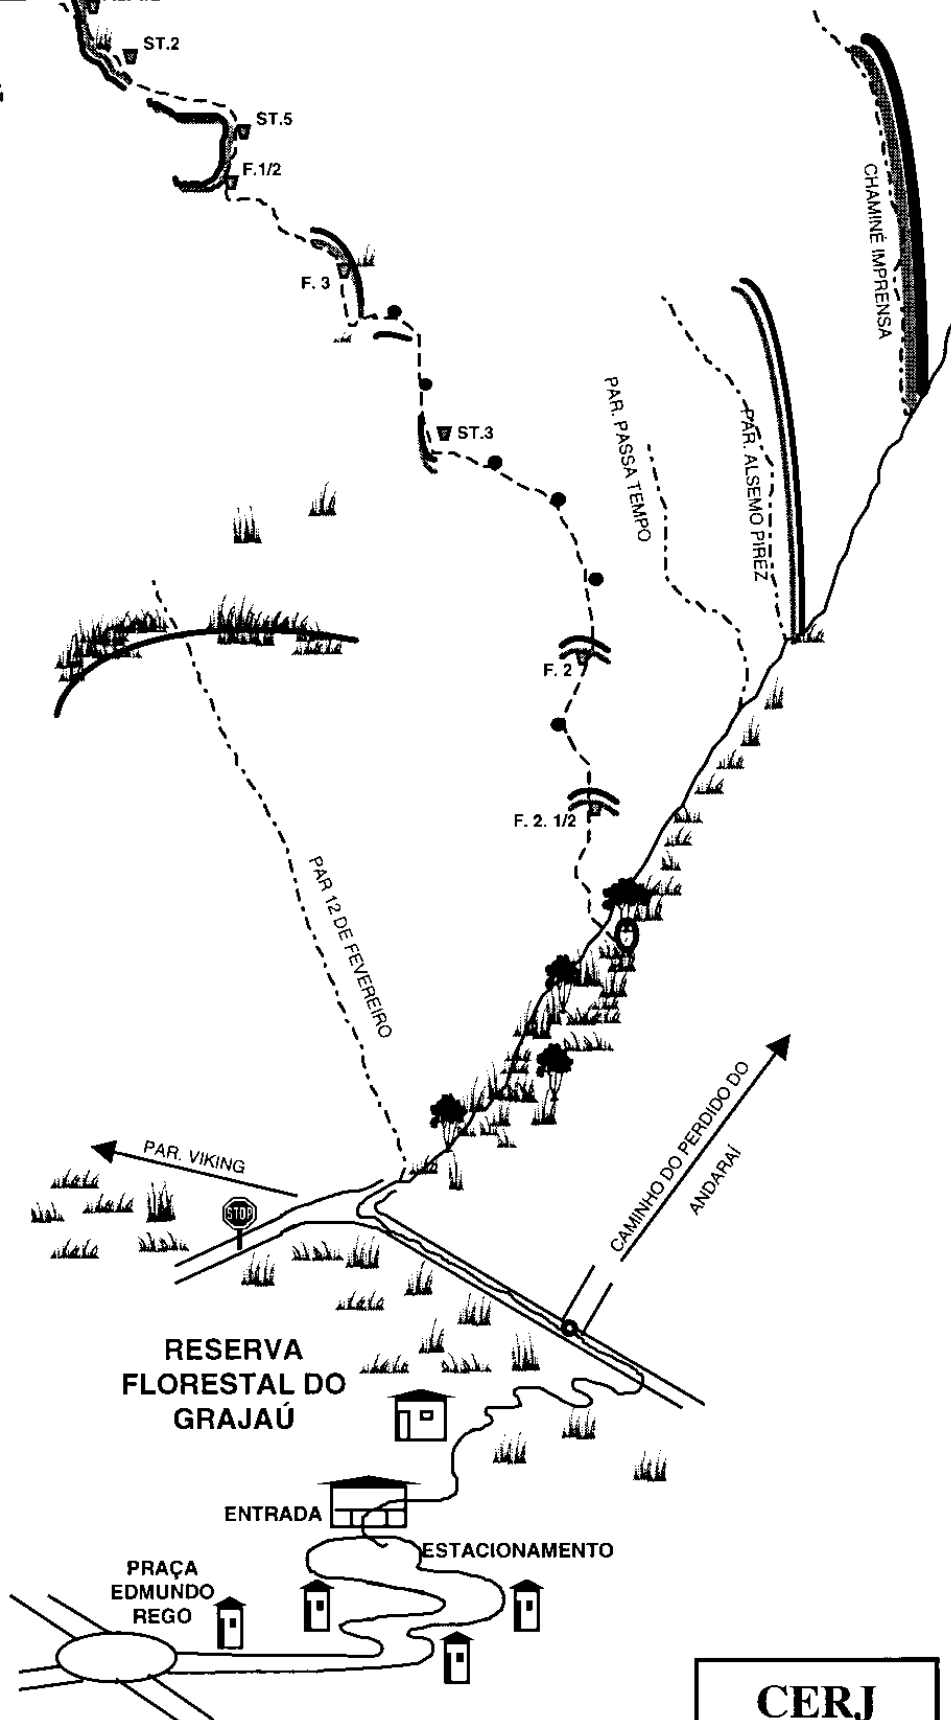 ST.2
ST.5
F.1/2
F. 3
CHAMINÉ IMPRENSA
ST.3
PAR. PASSA TEMPO
PAR. ALSEMO PIREZ
F. 2
F. 2. 1/2
PAR 12 DE FEVEREIRO
PAR. VIKING
STOP
CAMINHO DO PERDIDO DO
ANDARAÍ
RESERVA
FLORESTAL DO
GRAJAÚ
ENTRADA
ESTACIONAMENTO
PRAÇA
EDMUNDO
REGO
CERJ